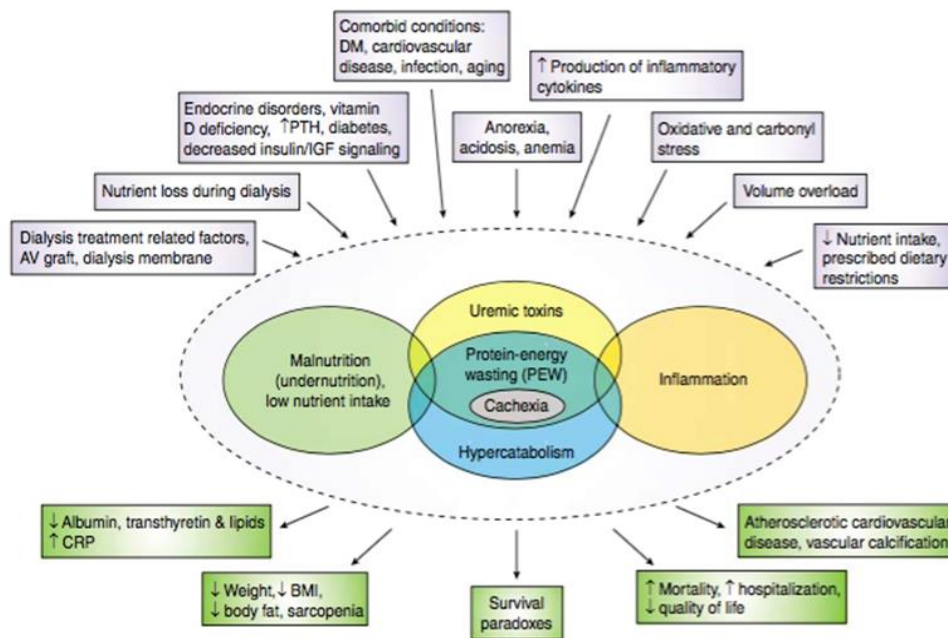 Comorbid conditions:
DM, cardiovascular
disease, infection, aging
↑ Production of inflammatory
cytokines
Endocrine disorders, vitamin
D deficiency, ↑PTH, diabetes,
decreased insulin/IGF signaling
Anorexia,
acidosis, anemia
Oxidative and carbonyl
stress
Nutrient loss during dialysis
Volume overload
Dialysis treatment related factors,
AV graft, dialysis membrane
↓ Nutrient intake,
prescribed dietary
restrictions
Uremic toxins
Malnutrition
(undernutrition),
low nutrient intake
Protein-energy
wasting (PEW)
Inflammation
Cachexia
Hypercatabolism
↓ Albumin, transthyretin & lipids
↑ CRP
Atherosclerotic cardiovascular
disease, vascular calcification
↓ Weight, ↓ BMI,
↓ body fat, sarcopenia
Survival
paradoxes
↑ Mortality, ↑ hospitalization,
↓ quality of life